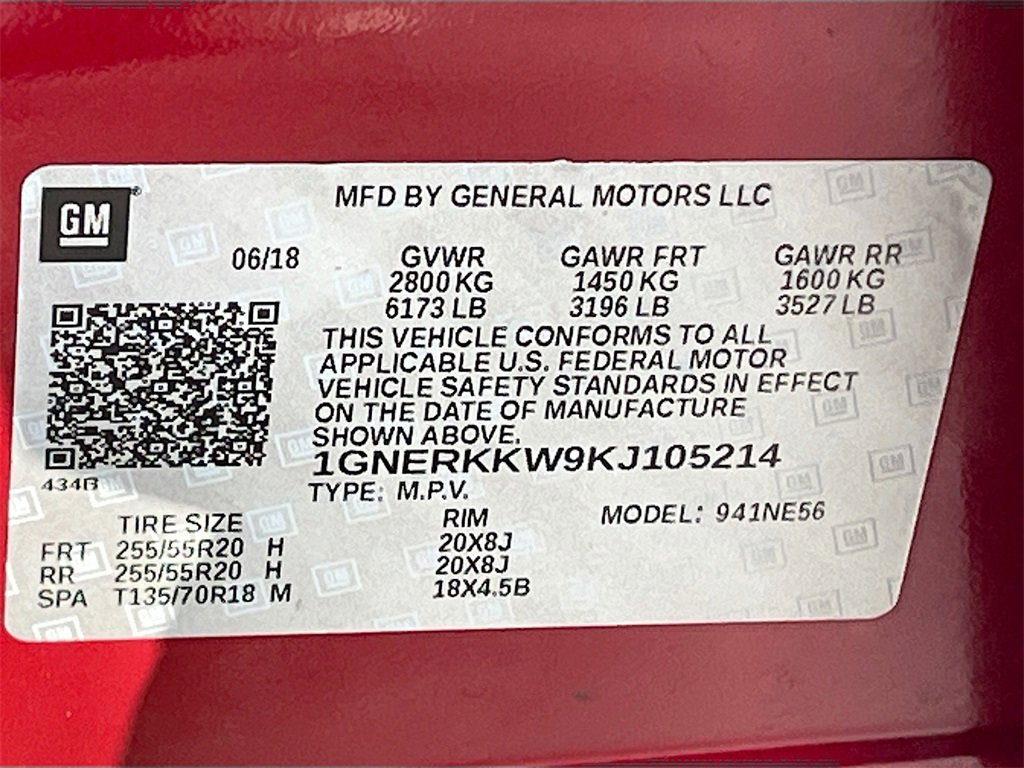 GM
MFD BY GENERAL MOTORS LLC
06/18 GVWR GAWR FRT GAWR RR
2800 KG 1450 KG 1600 KG
6173 LB 3196 LB 3527 LB
THIS VEHICLE CONFORMS TO ALL
APPLICABLE U.S. FEDERAL MOTOR
VEHICLE SAFETY STANDARDS IN EFFECT
ON THE DATE OF MANUFACTURE
SHOWN ABOVE.
1GNERKKW9KJ105214
434B
TYPE: M.P.V.
TIRE SIZE RIM MODEL: 941NE56
FRT 255/55R20 H 20X8J
RR 255/55R20 H 20X8J
SPA T135/70R18 M 18X4.5B